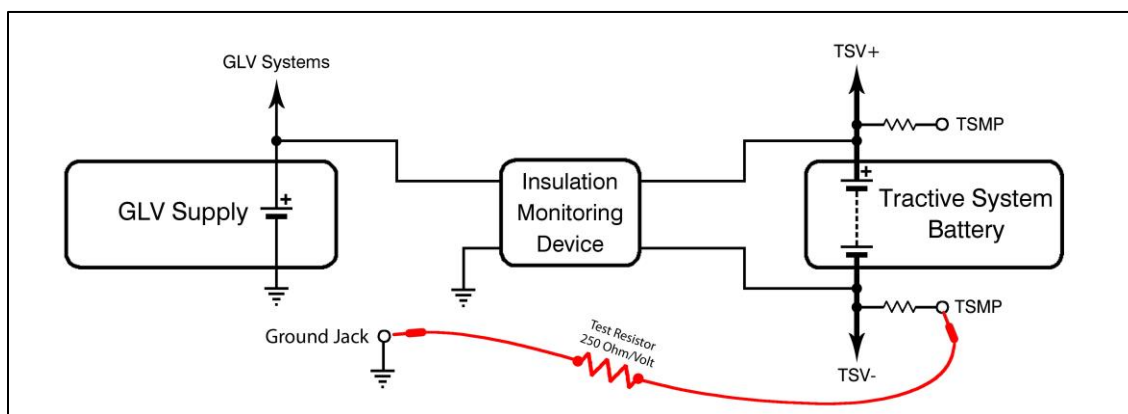 GLV Systems
TSV+
TSMP
GLV Supply
+
Insulation
Monitoring
Device
+
Tractive System
Battery
TSMP
Ground Jack
Test Resistor
250 Ohm/Volt
TSV-